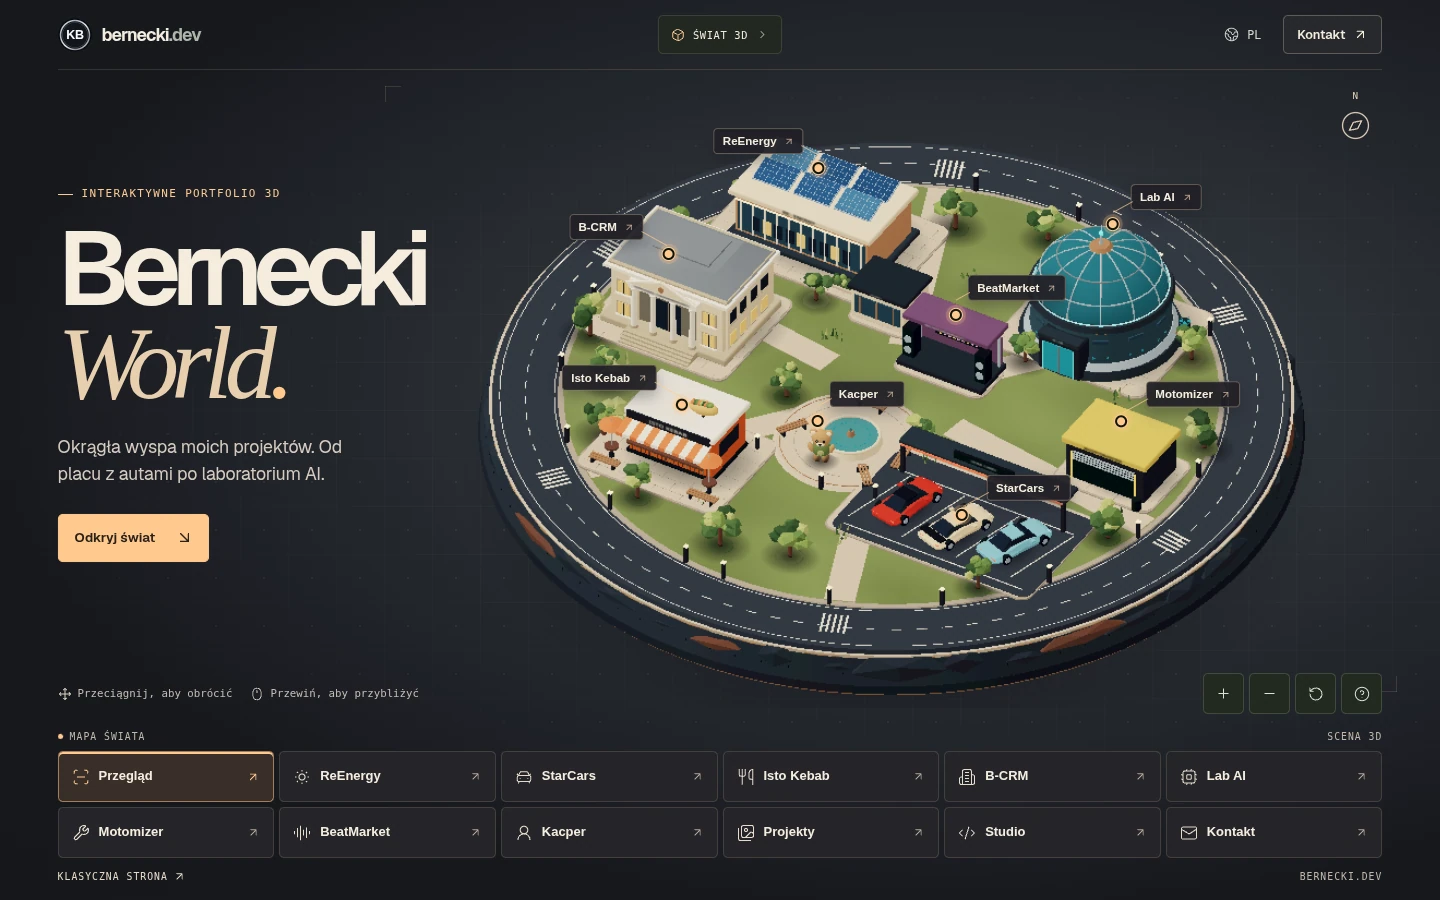 KB bernecki.dev
ŚWIAT 3D
PL
Kontakt
N
INTERAKTYWNE PORTFOLIO 3D
Bernecki
World.
Okrągła wyspa moich projektów. Od
placu z autami po laboratorium AI.
Odkryj świat
ReEnergy
Lab AI
B-CRM
BeatMarket
Isto Kebab
Kacper
Motomizer
StarCars
Przeciągnij, aby obrócić
Przewiń, aby przybliżyć
MAPA ŚWIATA
SCENA 3D
Przegląd
ReEnergy
StarCars
Isto Kebab
B-CRM
Lab AI
Motomizer
BeatMarket
Kacper
Projekty
Studio
Kontakt
KLASYCZNA STRONA
BERNECKI.DEV